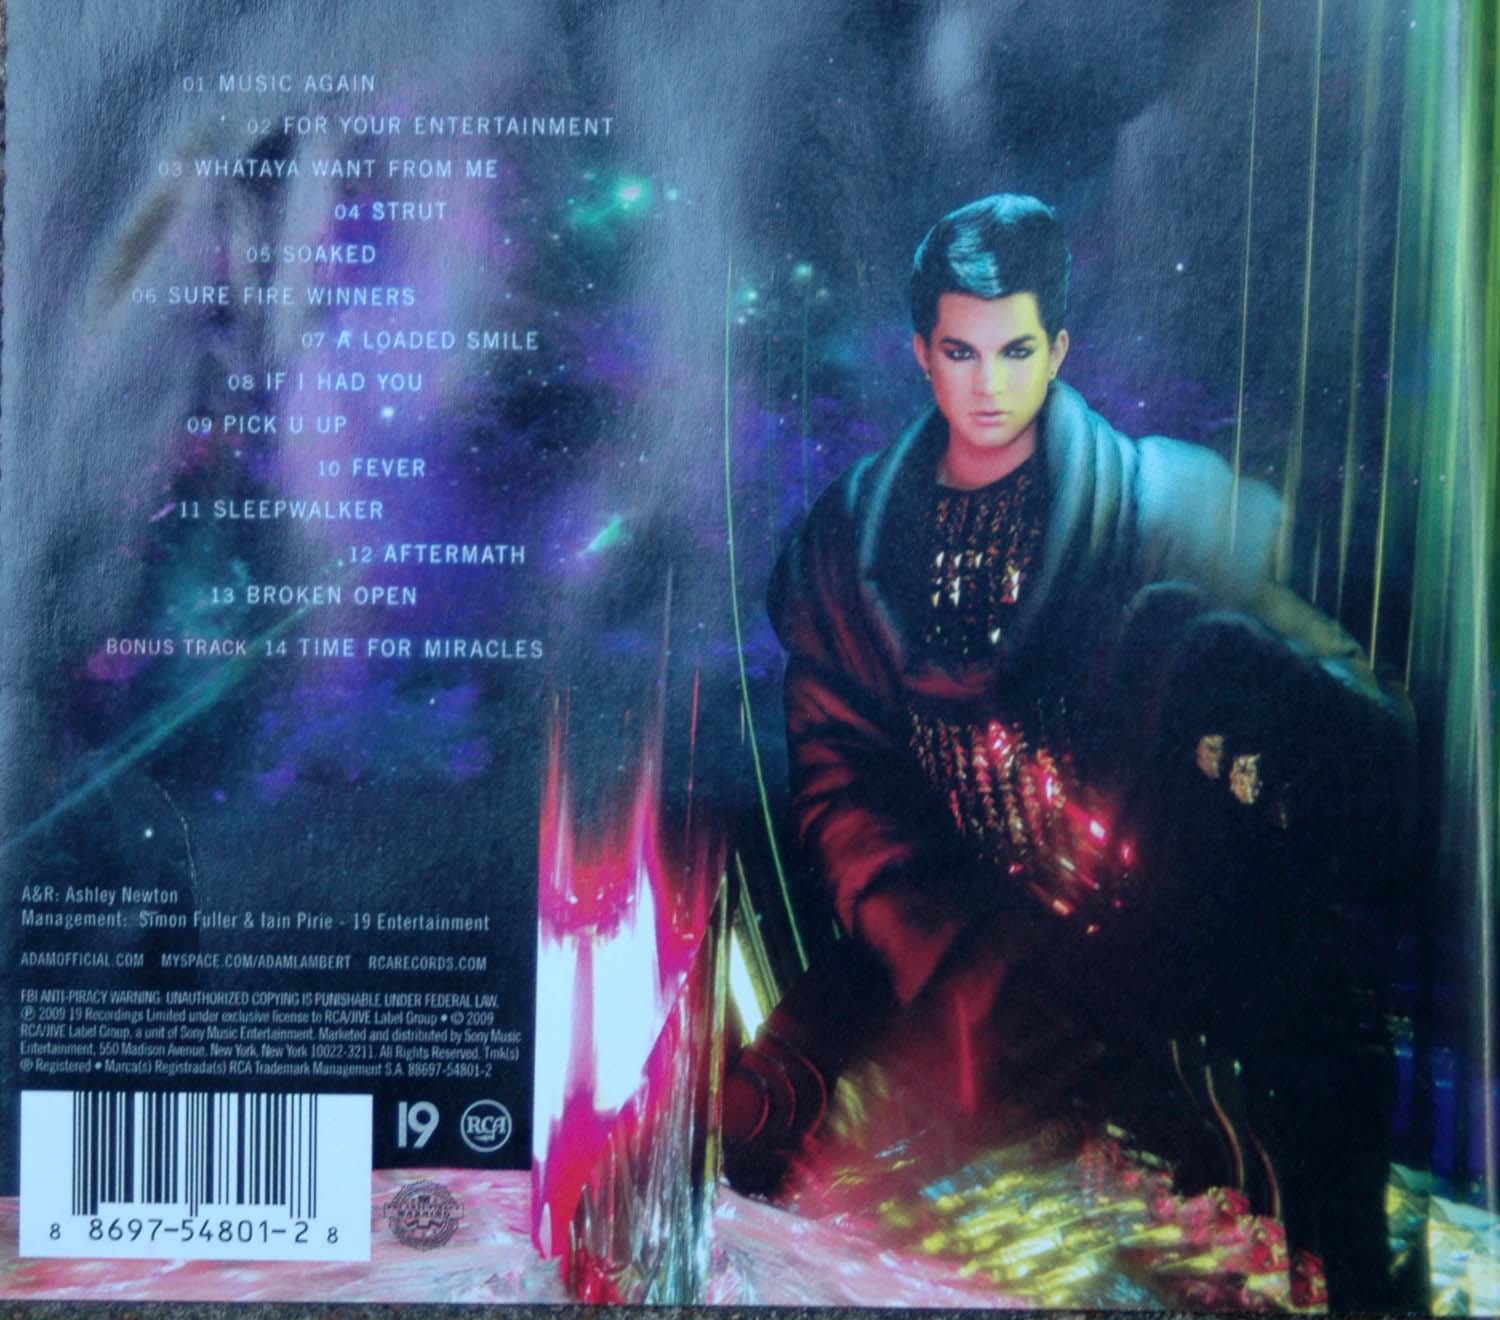 01 MUSIC AGAIN
02 FOR YOUR ENTERTAINMENT
03 WHATAYA WANT FROM ME
04 STRUT
05 SOAKED
06 SURE FIRE WINNERS
07 A LOADED SMILE
08 IF I HAD YOU
09 PICK U UP
10 FEVER
11 SLEEPWALKER
12 AFTERMATH
13 BROKEN OPEN
BONUS TRACK 14 TIME FOR MIRACLES
A&R: Ashley Newton
Management: Simon Fuller & Iain Pirie - 19 Entertainment
ADAMOFFICIAL.COM MYSPACE.COM/ADAMLAMBERT RCARECORDS.COM
FBI ANTI-PIRACY WARNING: UNAUTHORIZED COPYING IS PUNISHABLE UNDER FEDERAL LAW.
℗ 2009 19 Recordings Limited under exclusive license to RCA/JIVE Label Group • © 2009
RCA/JIVE Label Group, a unit of Sony Music Entertainment. Marketed and distributed by Sony Music
Entertainment, 550 Madison Avenue, New York, New York 10022-3211. All Rights Reserved. Tmk(s)
® Registered • Marca(s) Registrada(s) RCA Trademark Management S.A. 88697-54801-2
19 RCA
8 8697-54801-2 8